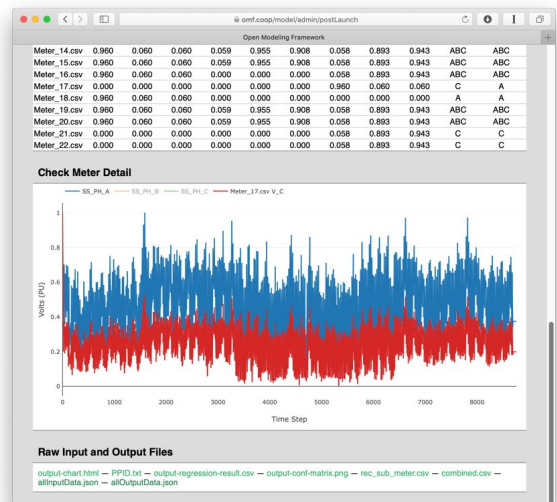 omf.coop/model/admin/postLaunch
Open Modeling Framework
Meter_14.csv 0.960 0.060 0.060 0.059 0.955 0.908 0.058 0.893 0.943 ABC ABC
Meter_15.csv 0.960 0.060 0.060 0.059 0.955 0.908 0.058 0.893 0.943 ABC ABC
Meter_16.csv 0.960 0.060 0.060 0.000 0.000 0.000 0.058 0.893 0.943 ABC ABC
Meter_17.csv 0.000 0.000 0.000 0.000 0.000 0.000 0.960 0.060 0.060 C A
Meter_18.csv 0.960 0.060 0.060 0.000 0.000 0.000 0.000 0.000 0.000 A A
Meter_19.csv 0.960 0.060 0.060 0.059 0.955 0.908 0.058 0.893 0.943 ABC ABC
Meter_20.csv 0.960 0.060 0.060 0.059 0.955 0.908 0.058 0.893 0.943 ABC ABC
Meter_21.csv 0.000 0.000 0.000 0.000 0.000 0.000 0.058 0.893 0.943 C C
Meter_22.csv 0.000 0.000 0.000 0.000 0.000 0.000 0.058 0.893 0.943 C C
Check Meter Detail
SS_PH_A SS_PH_B SS_PH_C Meter_17.csv V_C
1
0.8
0.6
0.4
0.2
0
Volts (PU)
0 1000 2000 3000 4000 5000 6000 7000 8000
Time Step
Raw Input and Output Files
output-chart.html — PPID.txt — output-regression-result.csv — output-conf-matrix.png — rec_sub_meter.csv — combined.csv —
allInputData.json — allOutputData.json